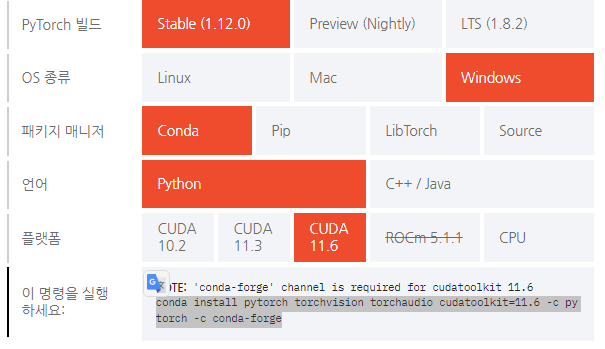 PyTorch 빌드
Stable (1.12.0)
Preview (Nightly)
LTS (1.8.2)
OS 종류
Linux
Mac
Windows
패키지 매니저
Conda
Pip
LibTorch
Source
언어
Python
C++ / Java
플랫폼
CUDA
10.2
CUDA
11.3
CUDA
11.6
ROCm 5.1.1
CPU
이 명령을 실행
하세요:
: 'conda-forge' channel is required for cudatoolkit 11.6
conda install pytorch torchvision torchaudio cudatoolkit=11.6 -c py
torch -c conda-forge